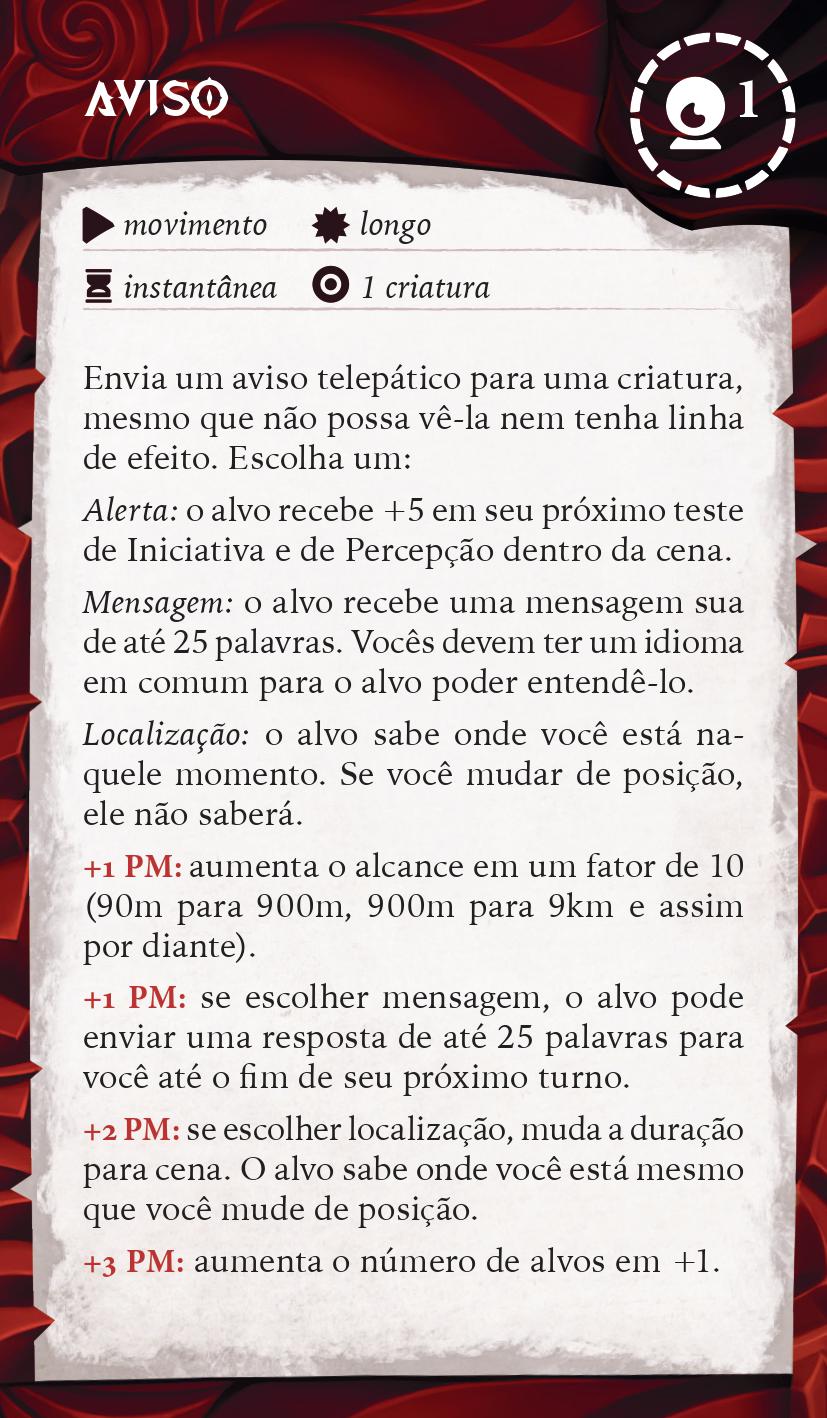 AVISO
1
movimento longo
instantânea 1 criatura
Envia um aviso telepático para uma criatura,
mesmo que não possa vê-la nem tenha linha
de efeito. Escolha um:
Alerta: o alvo recebe +5 em seu próximo teste
de Iniciativa e de Percepção dentro da cena.
Mensagem: o alvo recebe uma mensagem sua
de até 25 palavras. Vocês devem ter um idioma
em comum para o alvo poder entendê-lo.
Localização: o alvo sabe onde você está na-
quele momento. Se você mudar de posição,
ele não saberá.
+1 PM: aumenta o alcance em um fator de 10
(90m para 900m, 900m para 9km e assim
por diante).
+1 PM: se escolher mensagem, o alvo pode
enviar uma resposta de até 25 palavras para
você até o fim de seu próximo turno.
+2 PM: se escolher localização, muda a duração
para cena. O alvo sabe onde você está mesmo
que você mude de posição.
+3 PM: aumenta o número de alvos em +1.